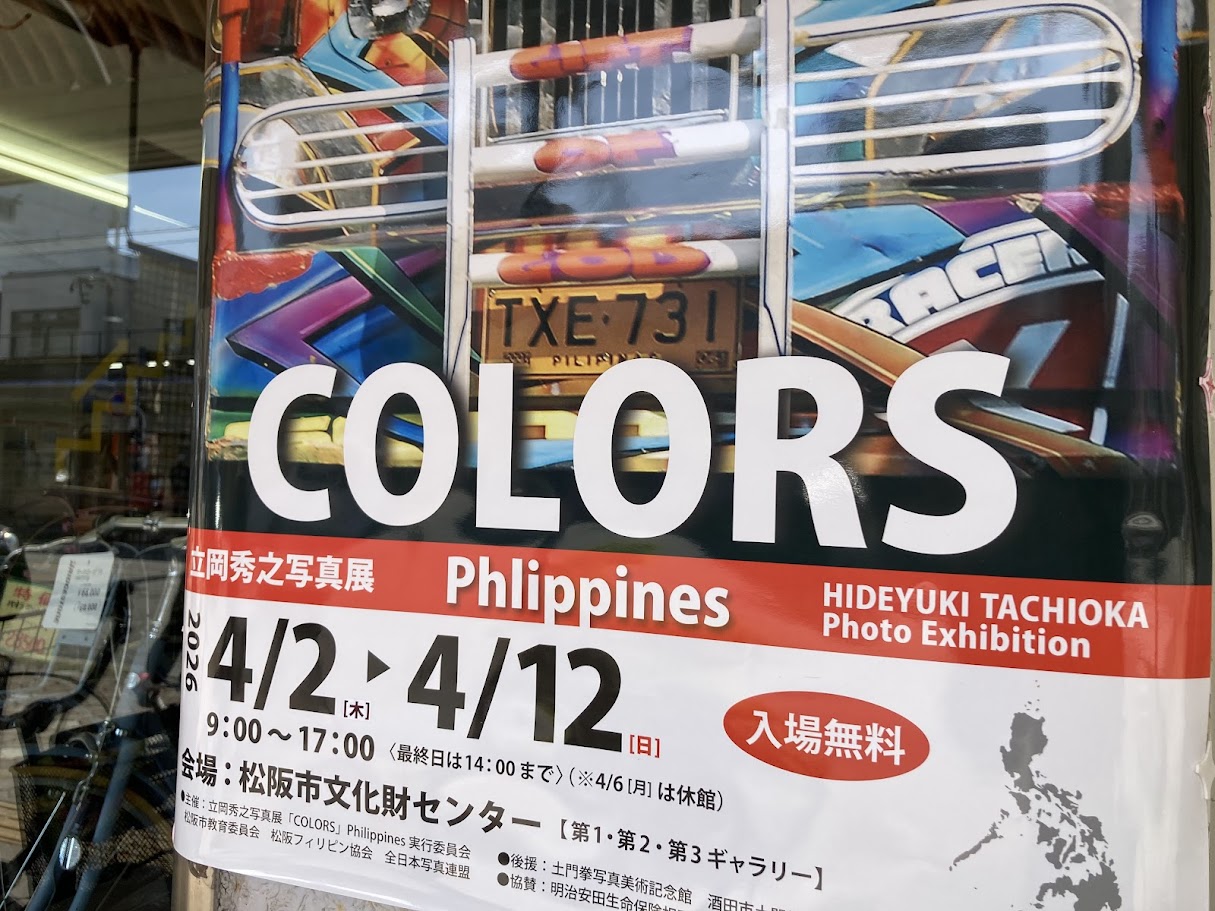 RACER
TXE·731
PILIPINAS
COLORS
立岡秀之写真展
Phlippines
HIDEYUKI TACHIOKA
Photo Exhibition
2026
4/2[木]▶4/12[日]
9:00〜17:00〈最終日は14:00まで〉(※4/6[月]は休館)
入場無料
会場:松阪市文化財センター【第1・第2・第3ギャラリー】
●主催:立岡秀之写真展「COLORS」Philippines 実行委員会
松阪市教育委員会 松阪フィリピン協会 全日本写真連盟
●後援:土門拳写真美術記念館 酒田市土門
●協賛:明治安田生命保険相